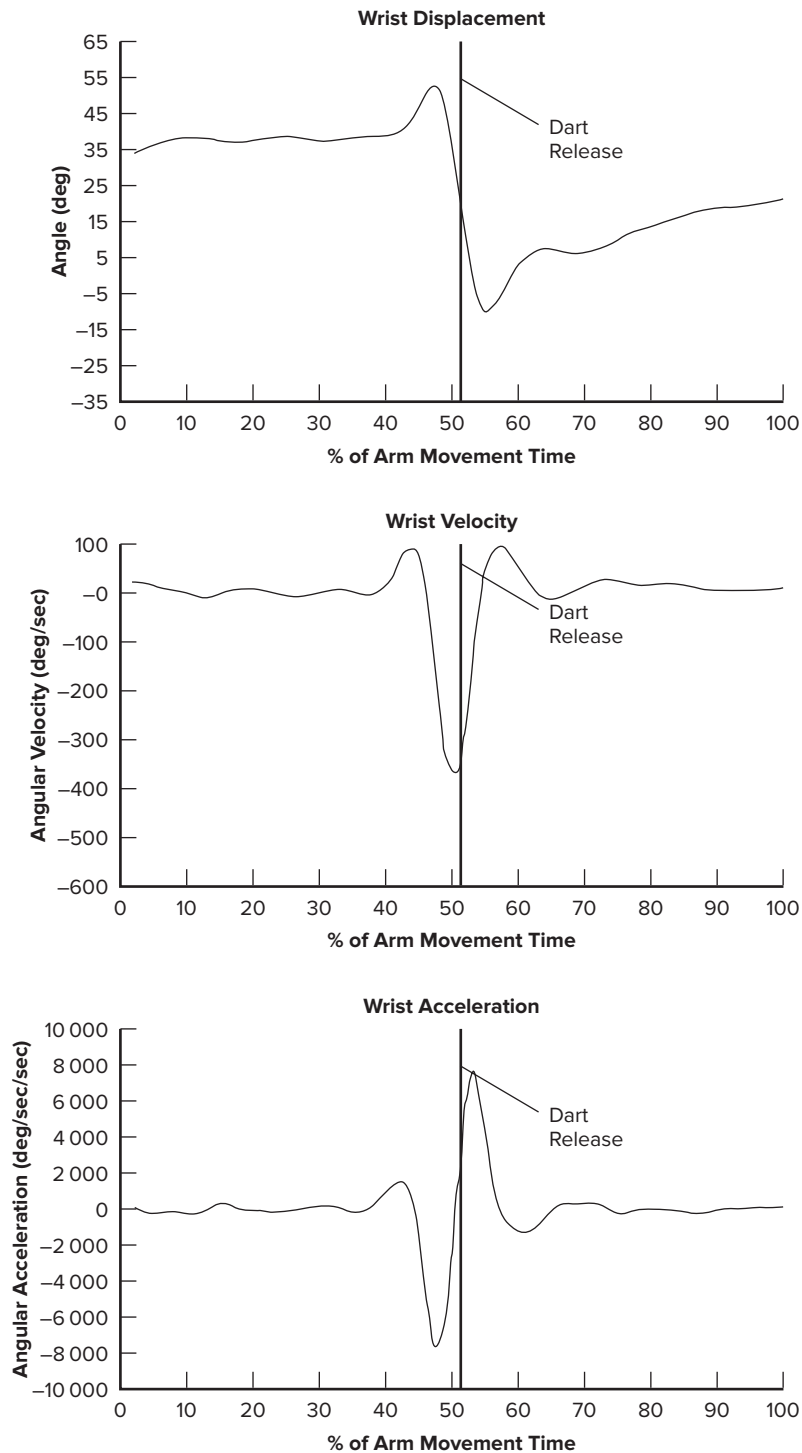 Wrist Displacement
65
55
45
35
25
15
5
–5
–15
–25
–35
Angle (deg)
Dart
Release
0 10 20 30 40 50 60 70 80 90 100
% of Arm Movement Time
Wrist Velocity
100
–0
–100
–200
–300
–400
–500
–600
Angular Velocity (deg/sec)
Dart
Release
0 10 20 30 40 50 60 70 80 90 100
% of Arm Movement Time
Wrist Acceleration
10 000
8 000
6 000
4 000
2 000
0
–2 000
–4 000
–6 000
–8 000
–10 000
Angular Acceleration (deg/sec/sec)
Dart
Release
0 10 20 30 40 50 60 70 80 90 100
% of Arm Movement Time